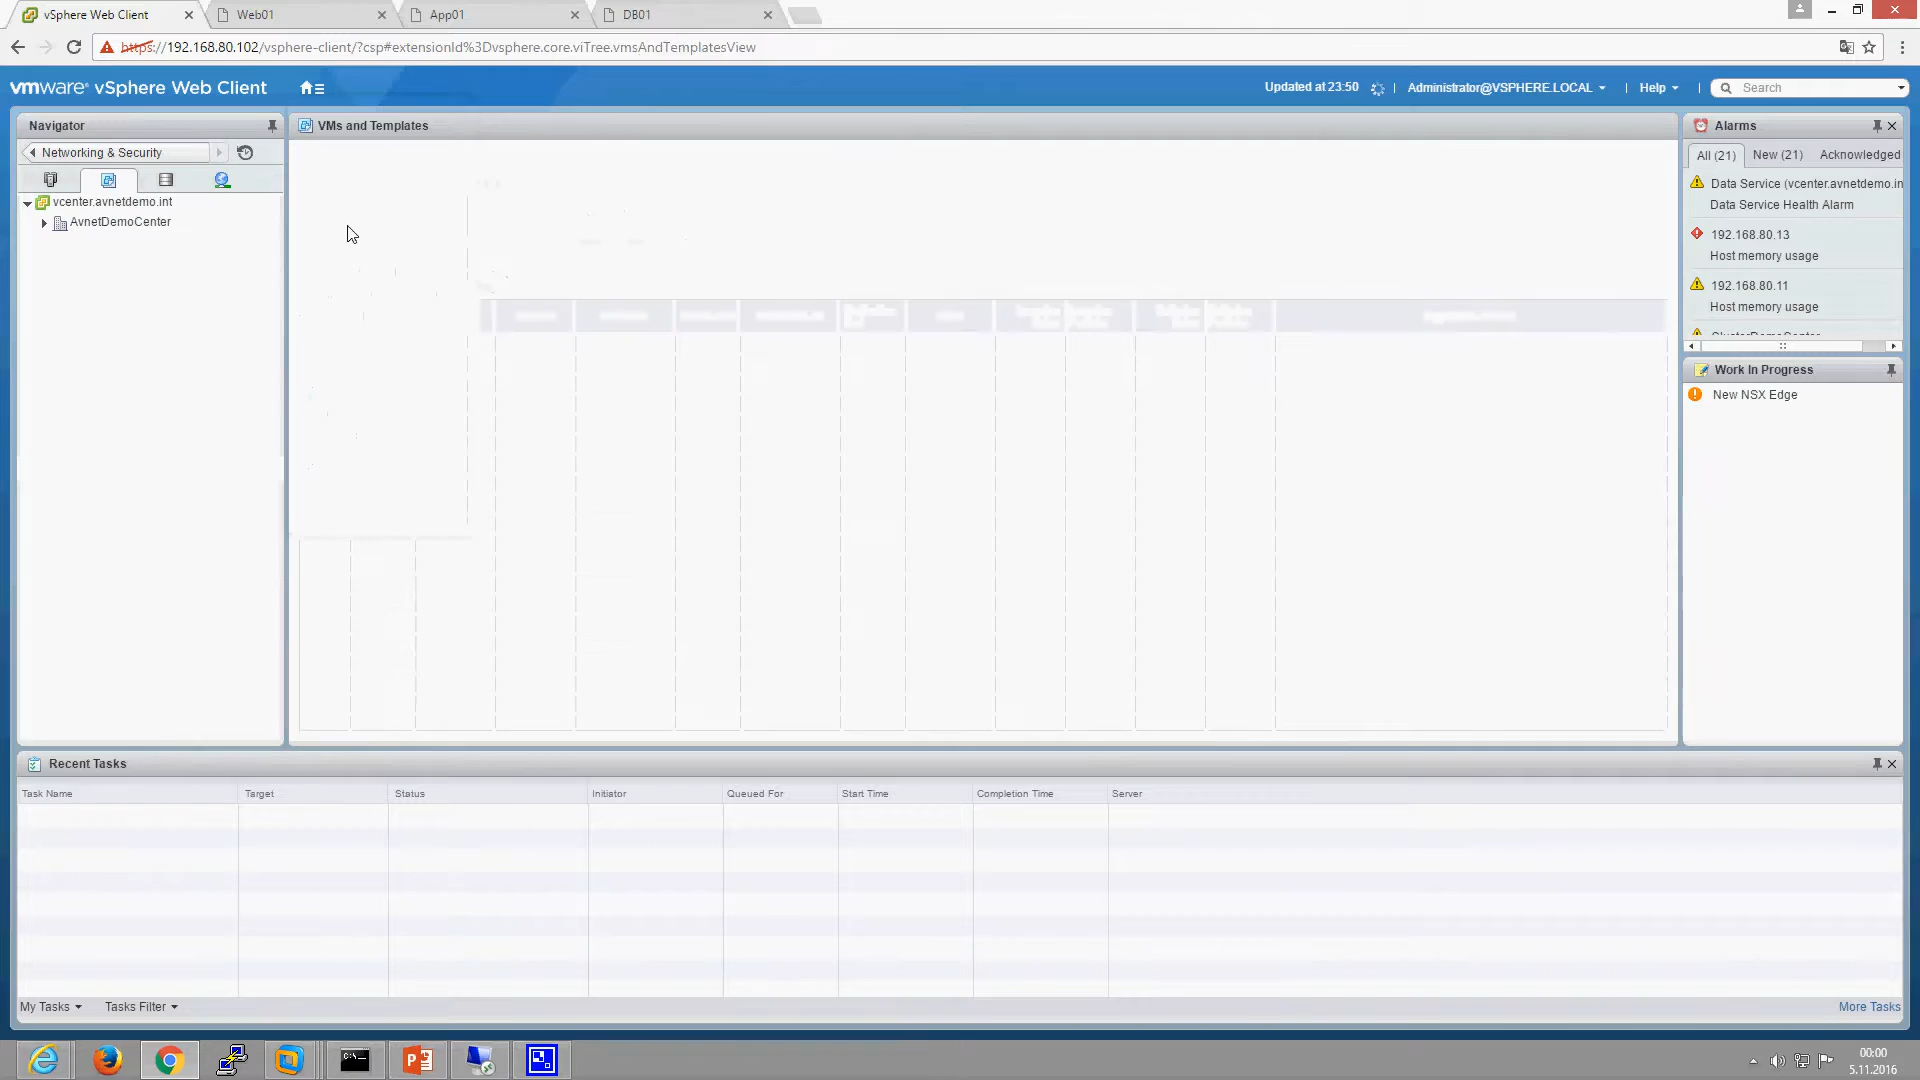 vSphere Web Client
Web01
App01
DB01
https://192.168.80.102/vsphere-client/?csp#extensionId%3Dvsphere.core.viTree.vmsAndTemplatesView
vmware® vSphere Web Client
Updated at 23:50
Administrator@VSPHERE.LOCAL
Help
Search
Navigator
VMs and Templates
Alarms
Networking & Security
All (21)
New (21)
Acknowledged
vcenter.avnetdemo.int
AvnetDemoCenter
Data Service (vcenter.avnetdemo.in
Data Service Health Alarm
192.168.80.13
Host memory usage
192.168.80.11
Host memory usage
Work In Progress
New NSX Edge
Recent Tasks
Task Name
Target
Status
Initiator
Queued For
Start Time
Completion Time
Server
My Tasks
Tasks Filter
More Tasks
00:00
5.11.2016